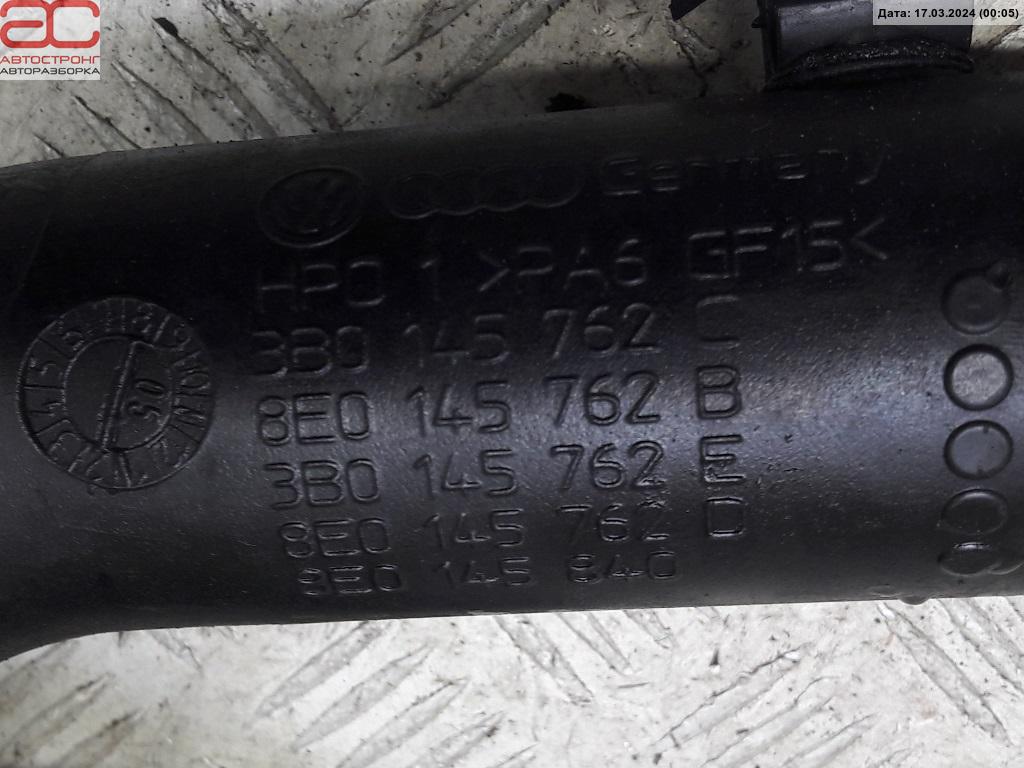 ас
АВТОСТРОНГ
АВТОРАЗБОРКА
Дата: 17.03.2024 (00:05)
Germany
HPO 1 >PA6 GF15<
3B0 145 762 C
8E0 145 762 B
3B0 145 762 E
8E0 145 762 D
8E0 145 840
05